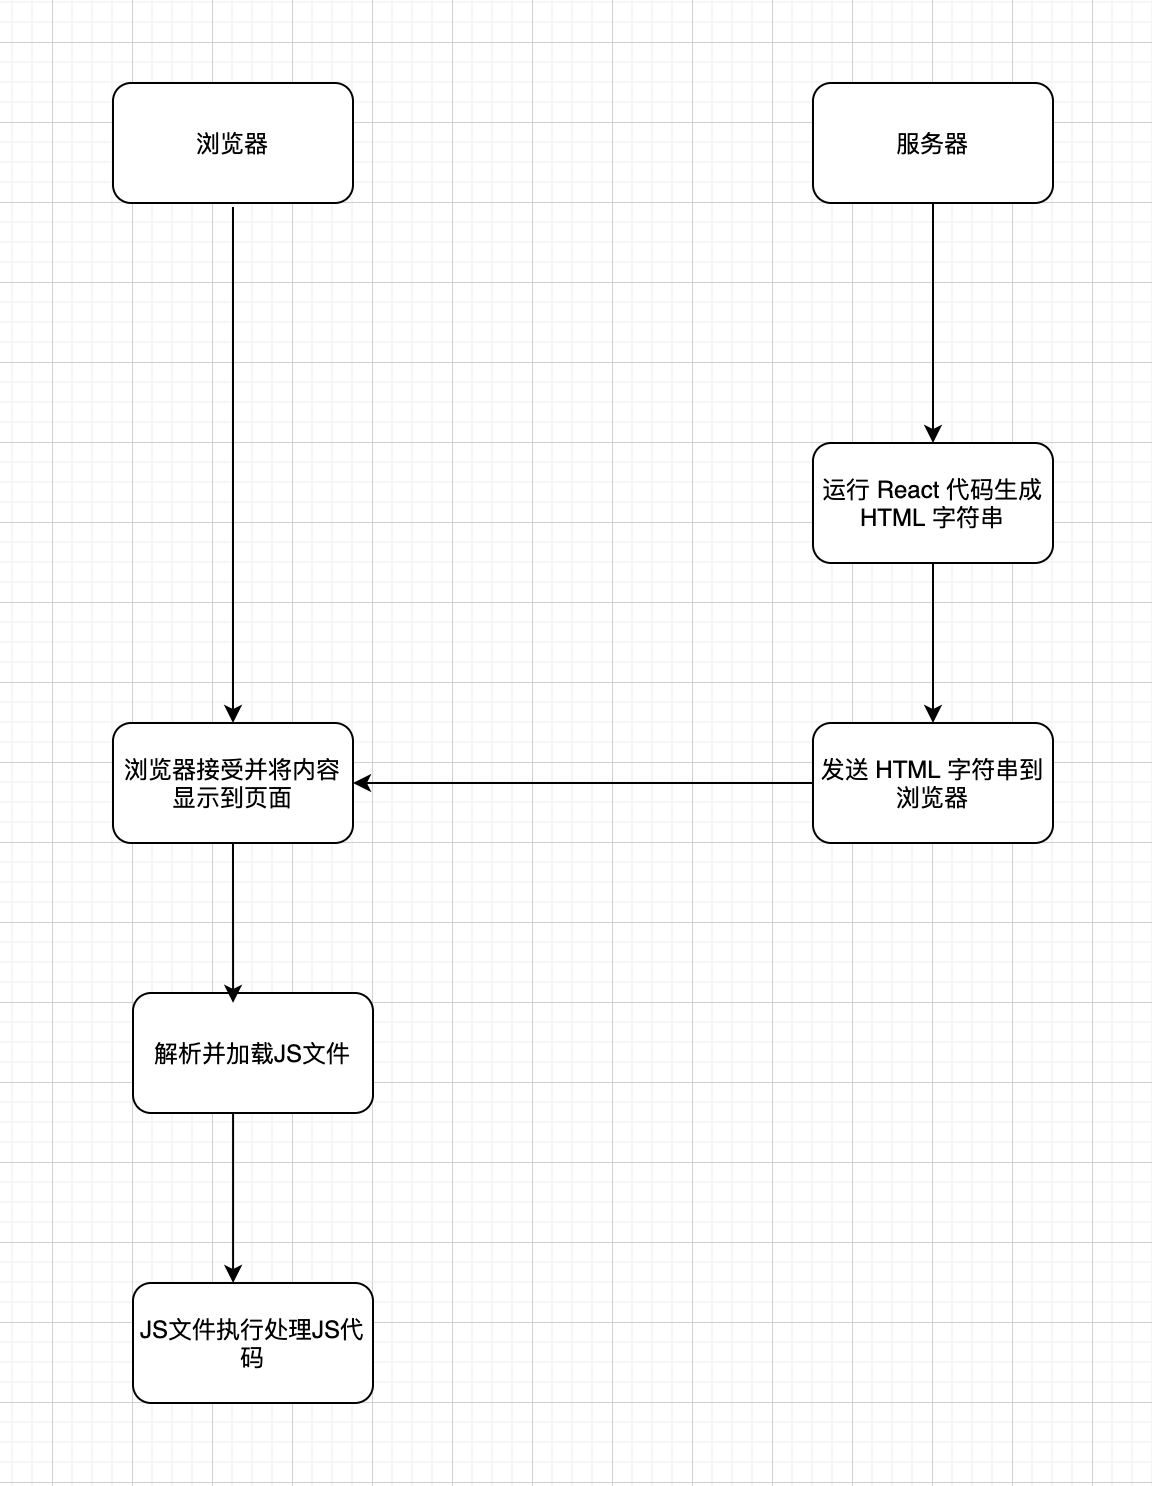 浏览器
服务器
运行 React 代码生成
HTML 字符串
浏览器接受并将内容
显示到页面
发送 HTML 字符串到
浏览器
解析并加载JS文件
JS文件执行处理JS代
码